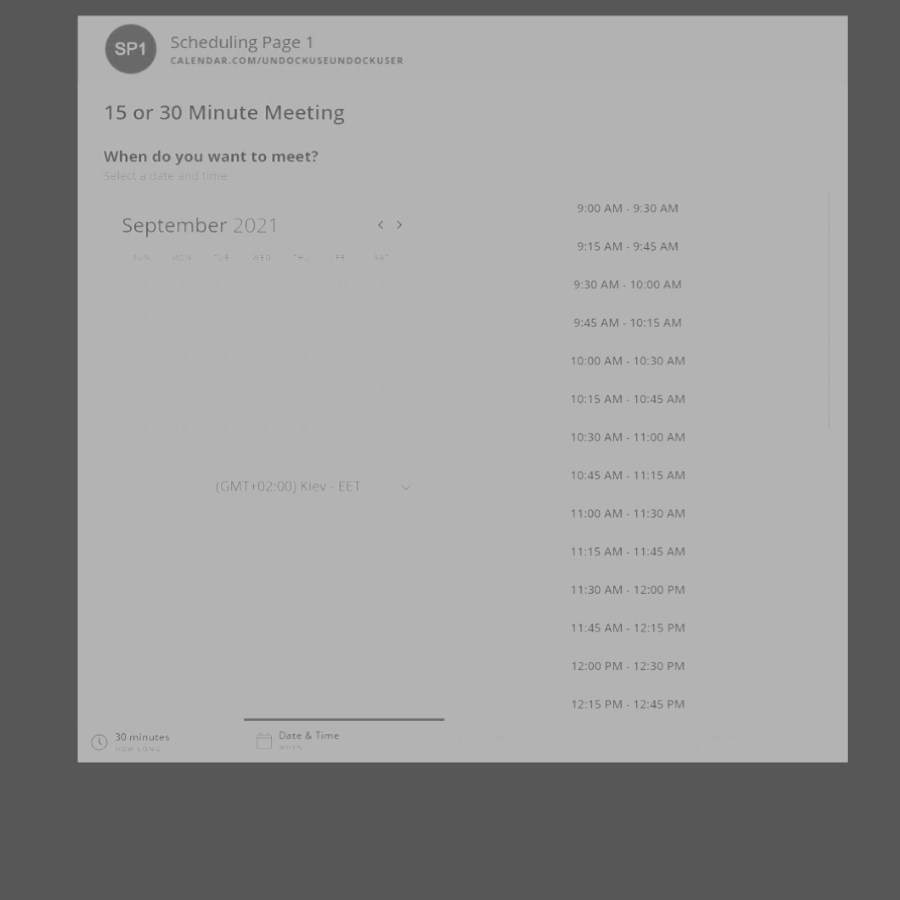 SP1
Scheduling Page 1
CALENDAR.COM/UNDOCKUSEUNDOCKUSER
15 or 30 Minute Meeting
When do you want to meet?
Select a date and time
September 2021
SUN MON TUE WED THU FRI SAT
(GMT+02:00) Kiev - EET
9:00 AM - 9:30 AM
9:15 AM - 9:45 AM
9:30 AM - 10:00 AM
9:45 AM - 10:15 AM
10:00 AM - 10:30 AM
10:15 AM - 10:45 AM
10:30 AM - 11:00 AM
10:45 AM - 11:15 AM
11:00 AM - 11:30 AM
11:15 AM - 11:45 AM
11:30 AM - 12:00 PM
11:45 AM - 12:15 PM
12:00 PM - 12:30 PM
12:15 PM - 12:45 PM
30 minutes
HOW LONG
Date & Time
WHEN